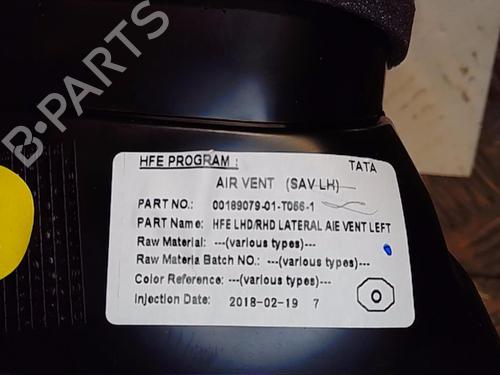 B-PARTS
HFE PROGRAM : TATA
AIR VENT (SAV LH)
PART NO.: 00189079-01-T056-1
PART Name: HFE LHD/RHD LATERAL AIE VENT LEFT
Raw Material: ---(various types)---
Raw Materia Batch NO.: ---(various types)---
Color Reference: ---(various types)---
Injection Date: 2018-02-19 7